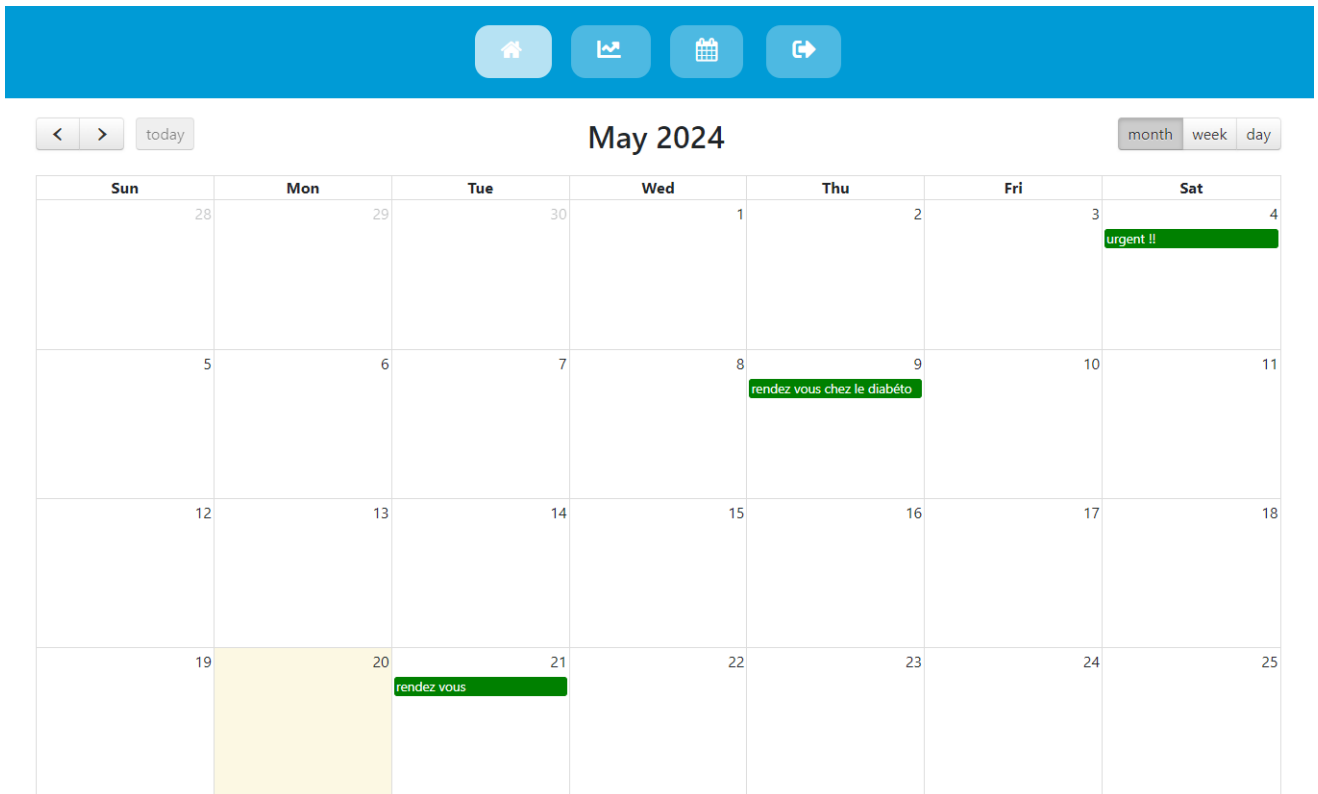 today
May 2024
month week day
Sun Mon Tue Wed Thu Fri Sat
28 29 30 1 2 3 4
urgent !!
5 6 7 8 9 10 11
rendez vous chez le diabéto
12 13 14 15 16 17 18
19 20 21 22 23 24 25
rendez vous